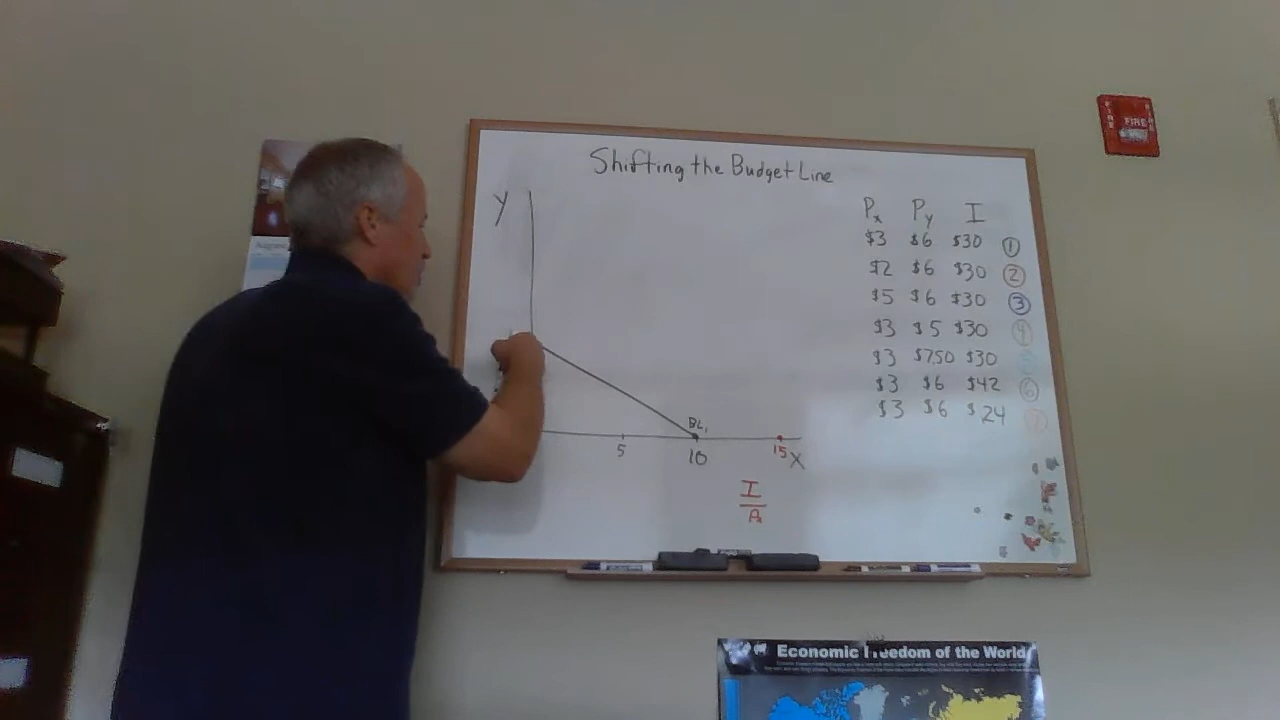 Shifting the Budget Line
Y
Px Py I
$3 $6 $30 ①
$2 $6 $30 ②
$5 $6 $30 ③
$3 $5 $30 ④
$3 $7.50 $30
$3 $6 $42 ⑥
$3 $6 $24 ⑦
BL1
5 10 15 X
I
Px
FIRE
August
Economic Freedom of the World